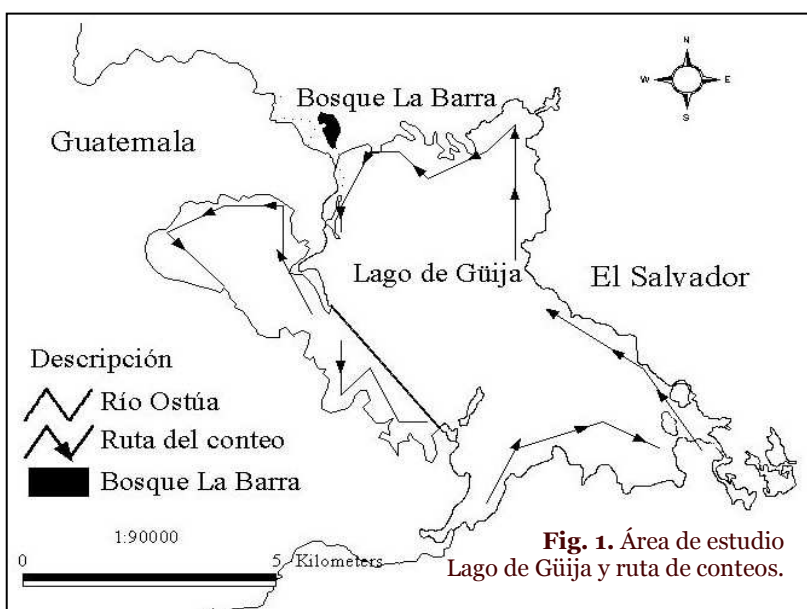 N
W E
S
Bosque La Barra
Guatemala
Lago de Güija
El Salvador
Descripción
Río Ostúa
Ruta del conteo
Bosque La Barra
1:90000
0 5 Kilometers
Fig. 1. Área de estudio
Lago de Güija y ruta de conteos.